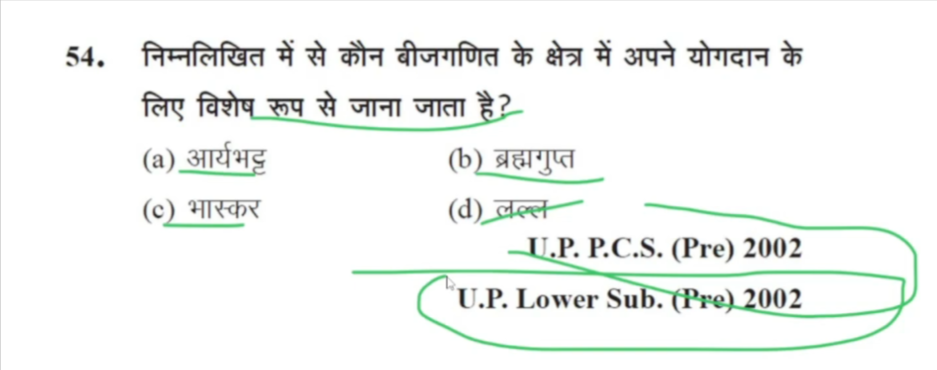 54. निम्नलिखित में से कौन बीजगणित के क्षेत्र में अपने योगदान के
लिए विशेष रूप से जाना जाता है?
(a) आर्यभट्ट (b) ब्रह्मगुप्त
(c) भास्कर (d) लल्ल
U.P. P.C.S. (Pre) 2002
U.P. Lower Sub. (Pre) 2002